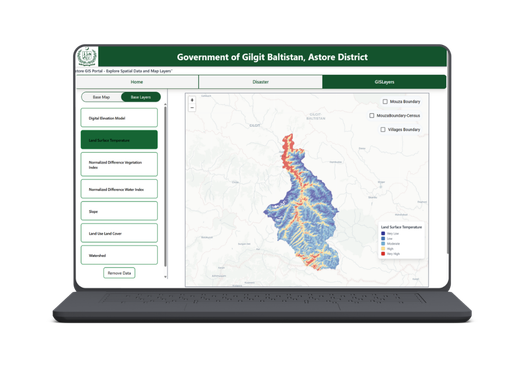 Government of Gilgit Baltistan, Astore District
tore GIS Portal - Explore Spatial Data and Map Layers"
Home
Disaster
GISLayers
Base Map
Base Layers
Digital Elevation Model
Land Surface Temperature
Normalized Difference Vegetation
Index
Normalized Difference Water Index
Slope
Land Use Land Cover
Watershed
Remove Data
+
−
Mouza Boundary
MouzaBoundary-Census
Villages Boundary
Land Surface Temperature
Very Low
Low
Moderate
High
Very High